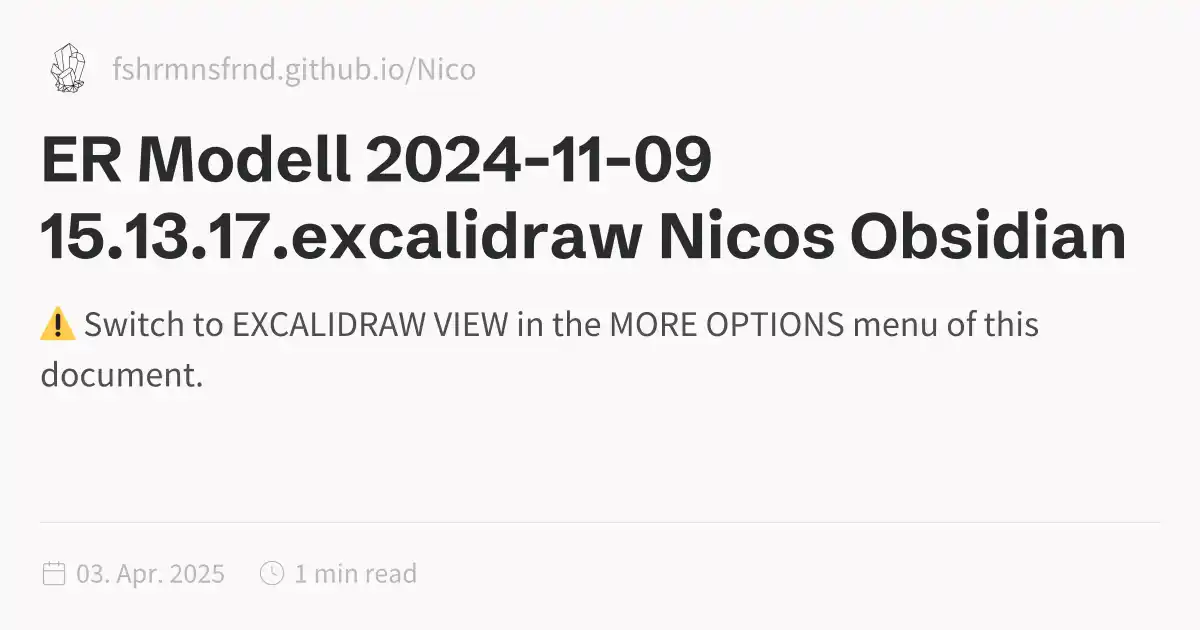 fshrmnsfrnd.github.io/Nico
ER Modell 2024-11-09
15.13.17.excalidraw Nicos Obsidian
⚠️ Switch to EXCALIDRAW VIEW in the MORE OPTIONS menu of this
document.
03. Apr. 2025 1 min read